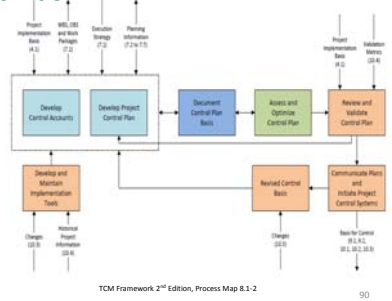 Project
Implementation
Basis
(4.1)
WBS, OBS
and Work
Packages
(7.1)
Execution
Strategy
(7.1)
Planning
Information
(7.2 to 7.7)
Project
Implementation
Basis
(4.1)
Validation
Metrics
(10.4)
Develop
Control Accounts
Develop Project
Control Plan
Document
Control Plan
Basis
Assess and
Optimize
Control Plan
Review and
Validate
Control Plan
Develop and
Maintain
Implementation
Tools
Revised Control
Basis
Communicate Plans
and
Initiate Project
Control Systems
Changes
(10.3)
Historical
Project
Information
(10.4)
Changes
(10.3)
Basis for Control
(9.1, 9.2,
10.1, 10.2, 10.3)
TCM Framework 2nd Edition, Process Map 8.1-2
90